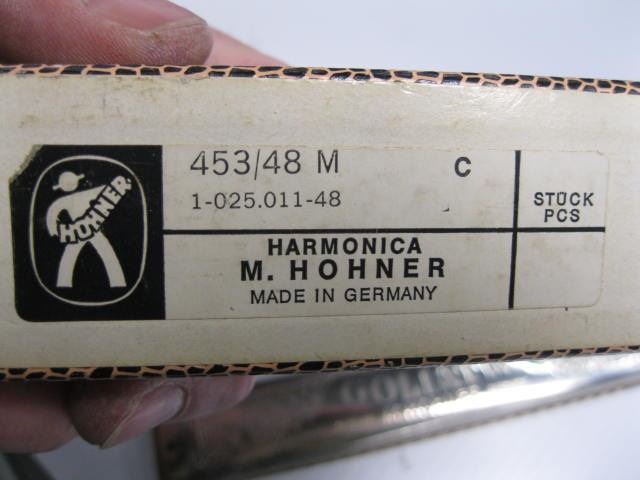 453/48 M C
1-025.011-48
STÜCK
PCS
HOHNER
HARMONICA
M. HOHNER
MADE IN GERMANY